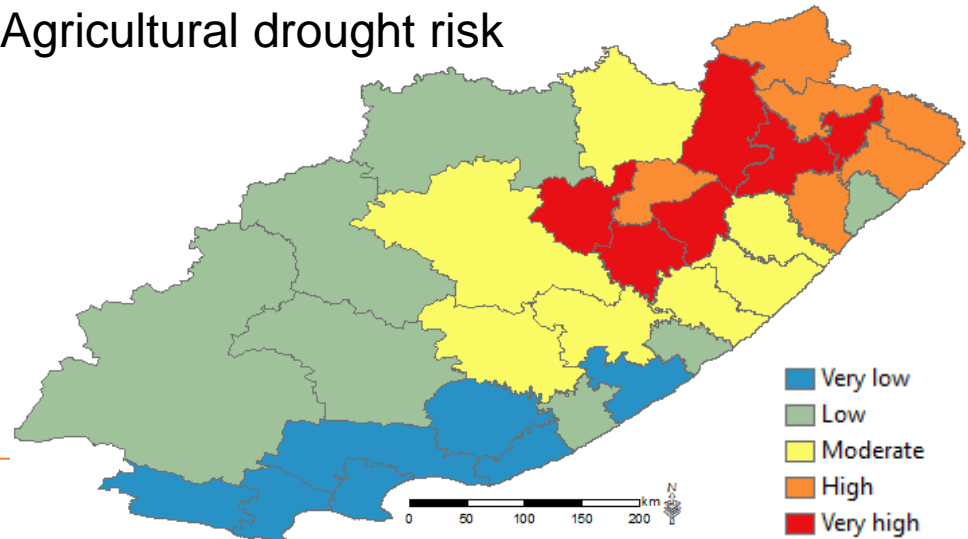 Agricultural drought risk
Very low
Low
Moderate
High
Very high
N
km
0 50 100 150 200